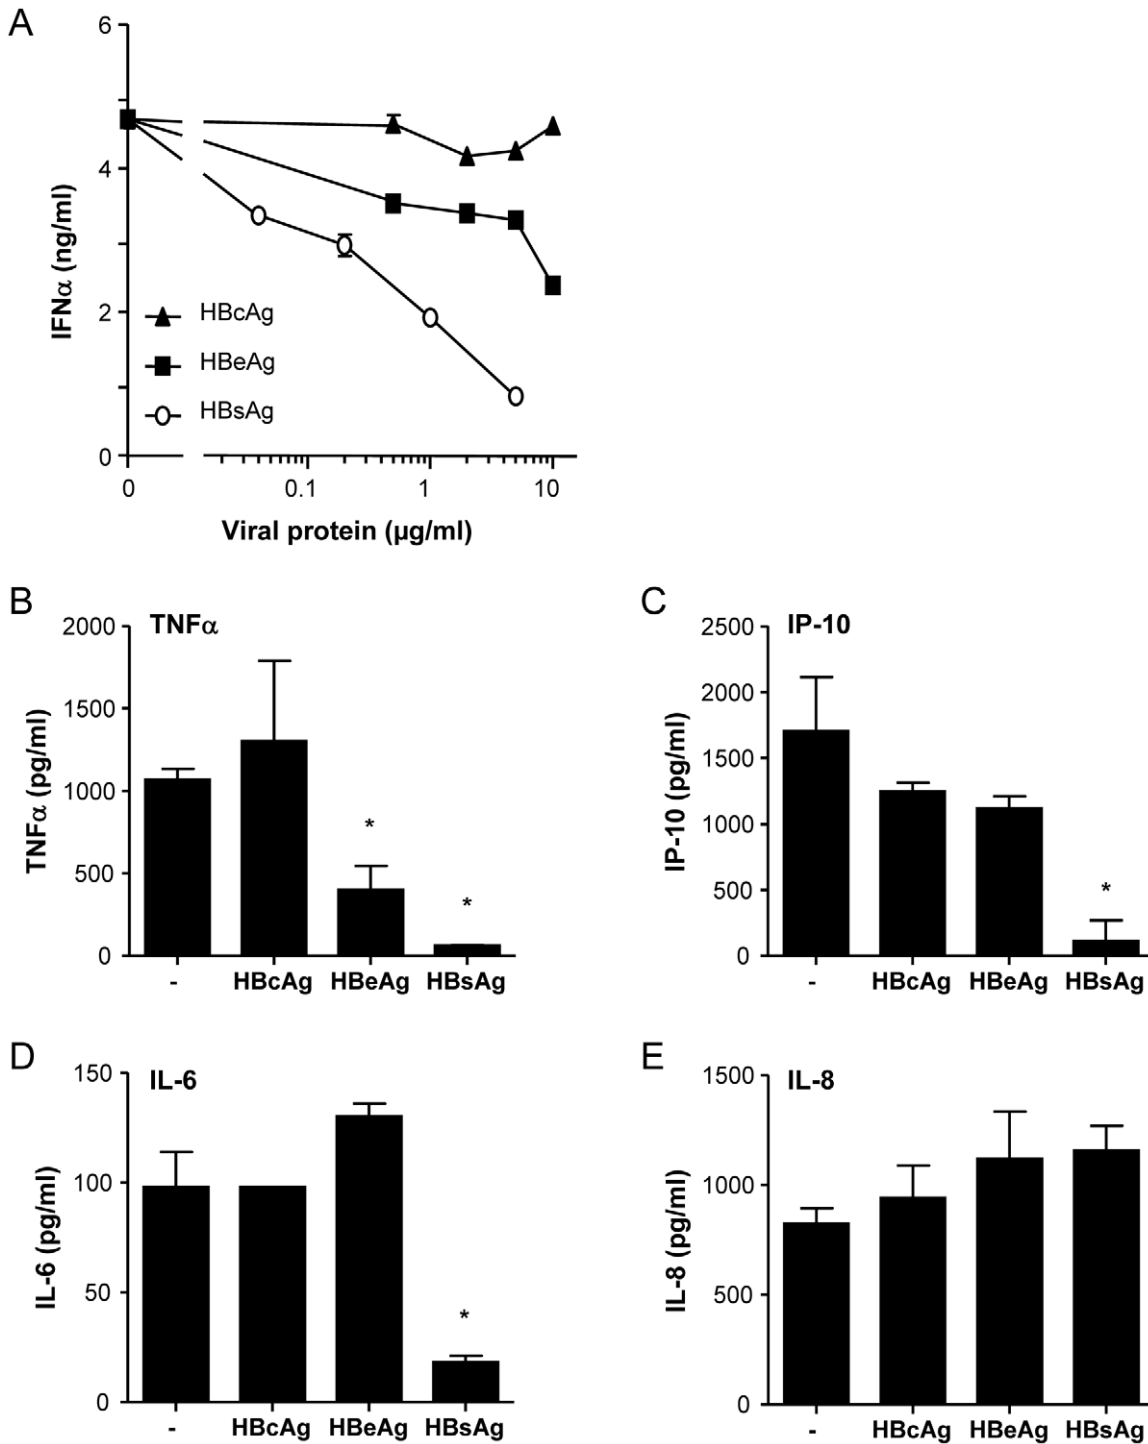 A
6
4
2
0
IFNα (ng/ml)
HBcAg
HBeAg
HBsAg
0 0.1 1 10
Viral protein (µg/ml)
B
TNFα
2000
1500
1000
500
0
TNFα (pg/ml)
*
*
- HBcAg HBeAg HBsAg
C
IP-10
2500
2000
1500
1000
500
0
IP-10 (pg/ml)
*
- HBcAg HBeAg HBsAg
D
IL-6
150
100
50
0
IL-6 (pg/ml)
*
- HBcAg HBeAg HBsAg
E
IL-8
1500
1000
500
0
IL-8 (pg/ml)
- HBcAg HBeAg HBsAg